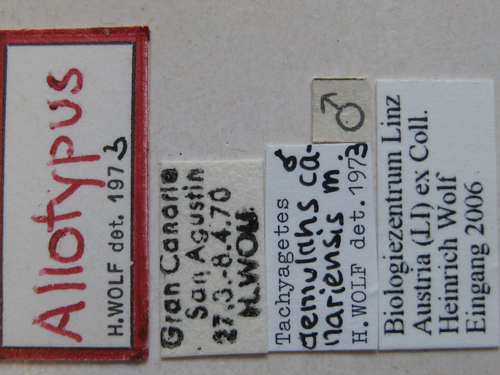 Allotypus
H.WOLF det. 1973
Gran Canaria
San Agustin
27.3.-8.4.70
H.WOLF
♂
Tachyagetes ♂
aemulans ca-
nariensis m.
H.WOLF det. 1973
Biologiezentrum Linz
Austria (LI) ex Coll.
Heinrich Wolf
Eingang 2006